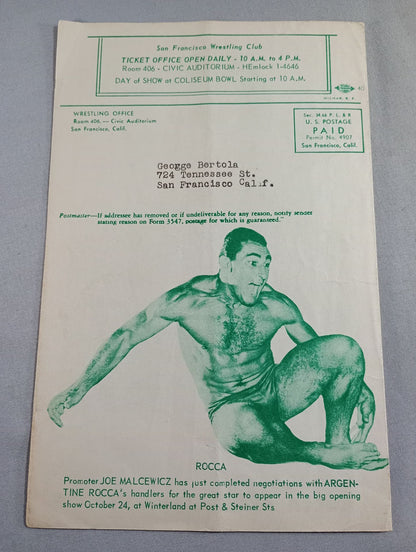 San Francisco Wrestling Club
TICKET OFFICE OPEN DAILY - 10 A.M. to 4 P.M.
Room 406 - CIVIC AUDITORIUM - HEmlock 1-4646
DAY of SHOW at COLISEUM BOWL Starting at 10 A.M.
40
WRESTLING OFFICE
Room 406 — Civic Auditorium
San Francisco, Calif.
Sec. 34.66 P. L. & R
U. S. POSTAGE
PAID
Permit No. 4907
San Francisco, Calif.
Geogge Bertola
724 Tennessee St.
San Francisco Calif.
Postmaster—If addressee has removed or if undeliverable for any reason, notify sender
stating reason on Form 3547, postage for which is guaranteed."
ROCCA
Promoter JOE MALCEWICZ has just completed negotiations with ARGEN-
TINE ROCCA'S handlers for the great star to appear in the big opening
show October 24, at Winterland at Post & Steiner Sts